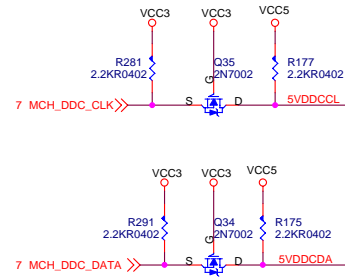 VCC3 VCC3 VCC5
R281 Q35 R177
2.2KR0402 2N7002 2.2KR0402
G
7 MCH_DDC_CLK S D 5VDDCCL
VCC3 VCC3 VCC5
R291 Q34 R175
2.2KR0402 2N7002 2.2KR0402
G
7 MCH_DDC_DATA S D 5VDDCDA